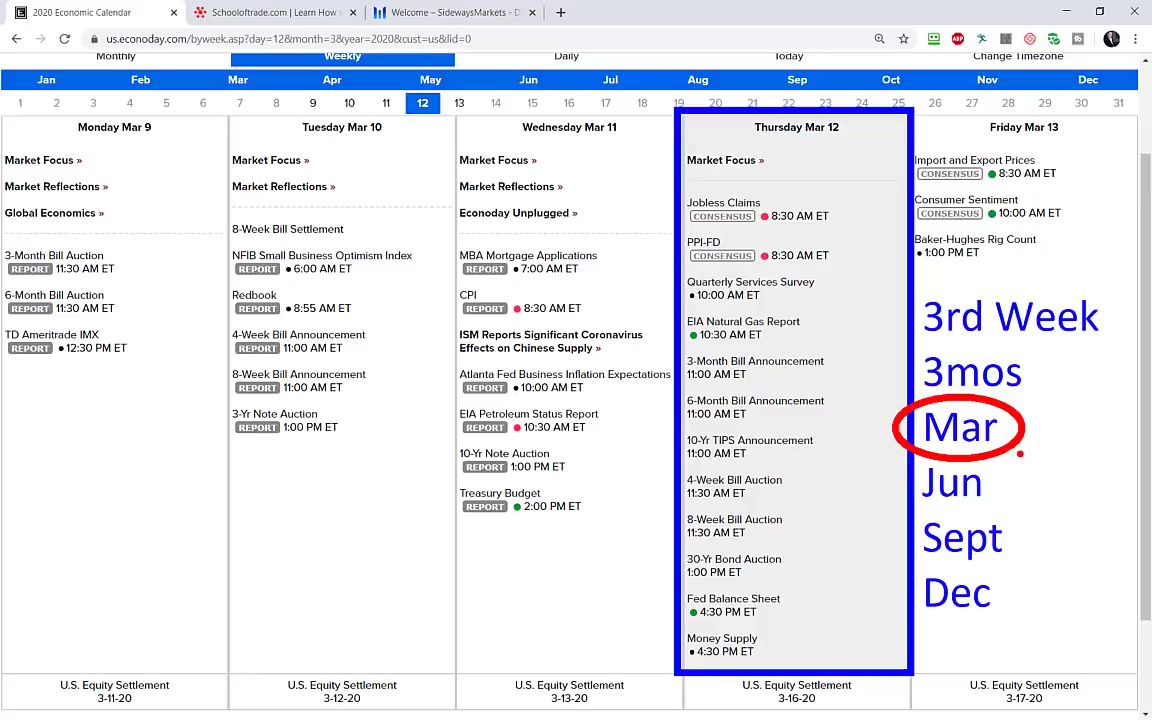 2020 Economic Calendar
Schooloftrade.com | Learn How
Welcome – SidewaysMarkets - D
us.econoday.com/byweek.asp?day=12&month=3&year=2020&cust=us&lid=0
Monthly Weekly Daily Today Change Timezone
Jan Feb Mar Apr May Jun Jul Aug Sep Oct Nov Dec
1 2 3 4 5 6 7 8 9 10 11 12 13 14 15 16 17 18 19 20 21 22 23 24 25 26 27 28 29 30 31
Monday Mar 9
Market Focus »
Market Reflections »
Global Economics »
3-Month Bill Auction
REPORT 11:30 AM ET
6-Month Bill Auction
REPORT 11:30 AM ET
TD Ameritrade IMX
REPORT 12:30 PM ET
U.S. Equity Settlement
3-11-20
Tuesday Mar 10
Market Focus »
Market Reflections »
8-Week Bill Settlement
NFIB Small Business Optimism Index
REPORT 6:00 AM ET
Redbook
REPORT 8:55 AM ET
4-Week Bill Announcement
REPORT 11:00 AM ET
8-Week Bill Announcement
REPORT 11:00 AM ET
3-Yr Note Auction
REPORT 1:00 PM ET
U.S. Equity Settlement
3-12-20
Wednesday Mar 11
Market Focus »
Market Reflections »
Econoday Unplugged »
MBA Mortgage Applications
REPORT 7:00 AM ET
CPI
REPORT 8:30 AM ET
ISM Reports Significant Coronavirus
Effects on Chinese Supply »
Atlanta Fed Business Inflation Expectations
REPORT 10:00 AM ET
EIA Petroleum Status Report
REPORT 10:30 AM ET
10-Yr Note Auction
REPORT 1:00 PM ET
Treasury Budget
REPORT 2:00 PM ET
U.S. Equity Settlement
3-13-20
Thursday Mar 12
Market Focus »
Jobless Claims
CONSENSUS 8:30 AM ET
PPI-FD
CONSENSUS 8:30 AM ET
Quarterly Services Survey
10:00 AM ET
EIA Natural Gas Report
10:30 AM ET
3-Month Bill Announcement
11:00 AM ET
6-Month Bill Announcement
11:00 AM ET
10-Yr TIPS Announcement
11:00 AM ET
4-Week Bill Auction
11:30 AM ET
8-Week Bill Auction
11:30 AM ET
30-Yr Bond Auction
1:00 PM ET
Fed Balance Sheet
4:30 PM ET
Money Supply
4:30 PM ET
U.S. Equity Settlement
3-16-20
Friday Mar 13
Import and Export Prices
CONSENSUS 8:30 AM ET
Consumer Sentiment
CONSENSUS 10:00 AM ET
Baker-Hughes Rig Count
1:00 PM ET
3rd Week
3mos
Mar
Jun
Sept
Dec
U.S. Equity Settlement
3-17-20